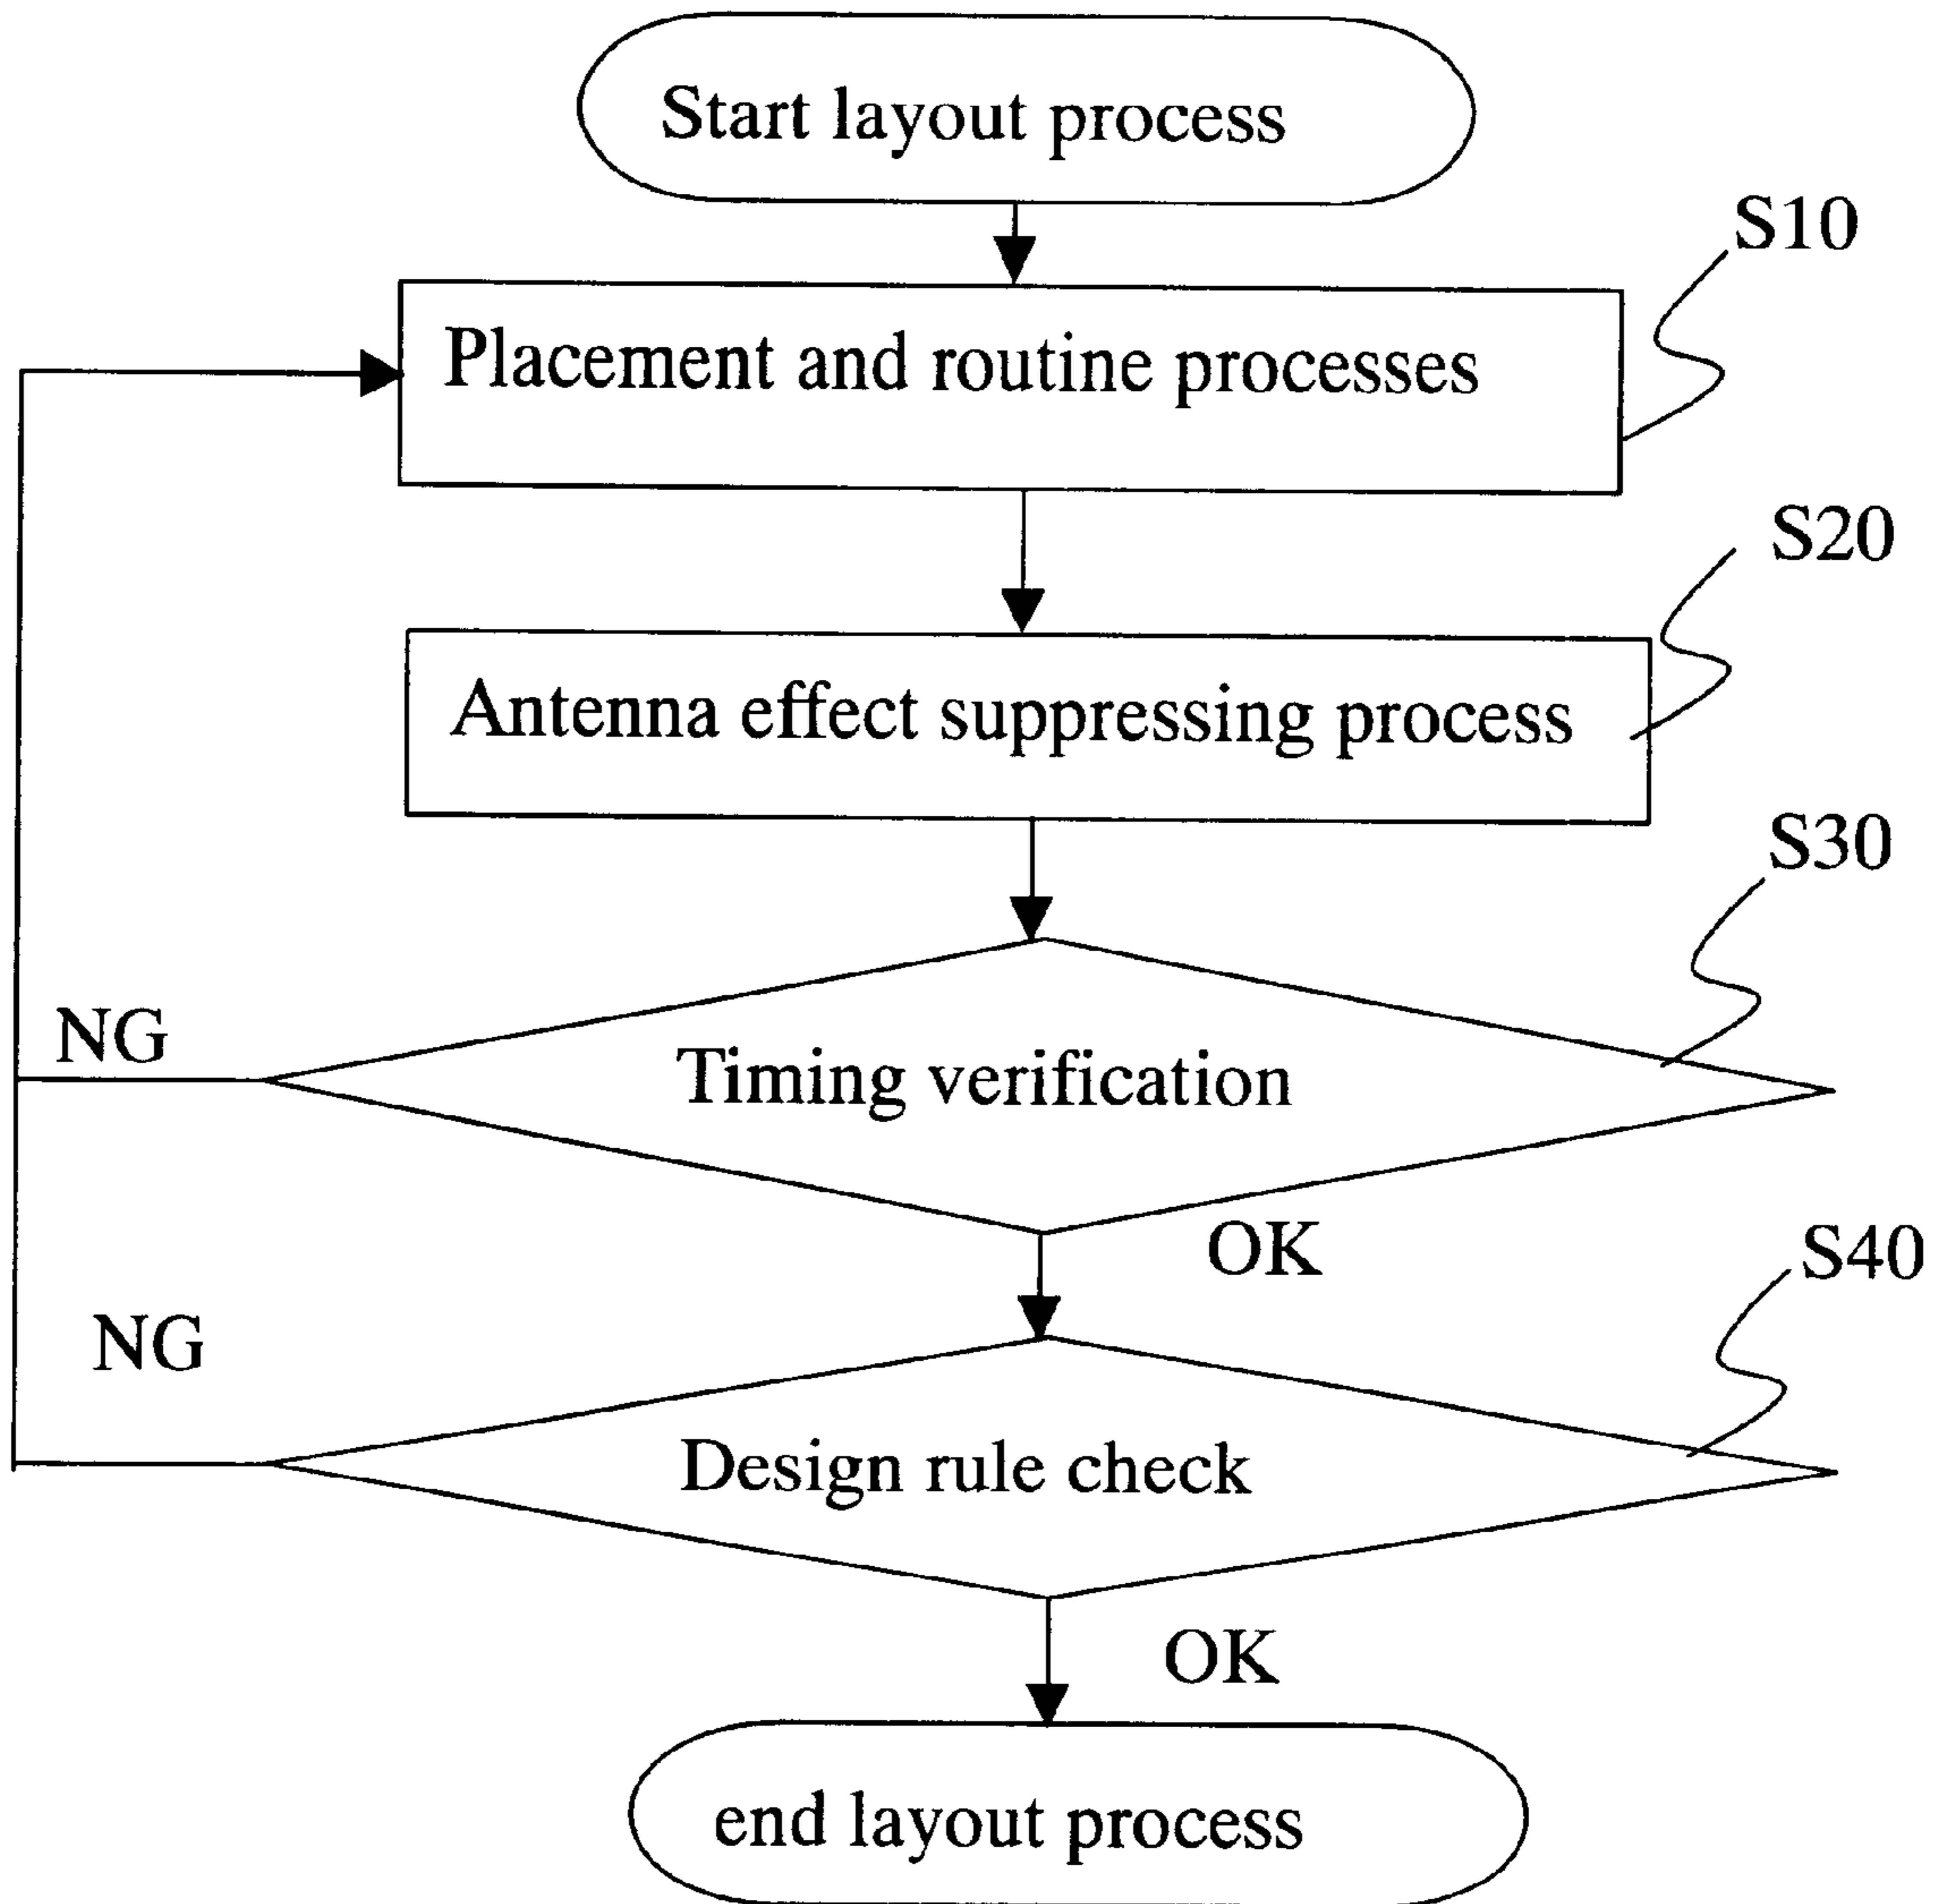 Start layout process
S10
Placement and routine processes
S20
Antenna effect suppressing process
S30
NG
Timing verification
OK
S40
NG
Design rule check
OK
end layout process